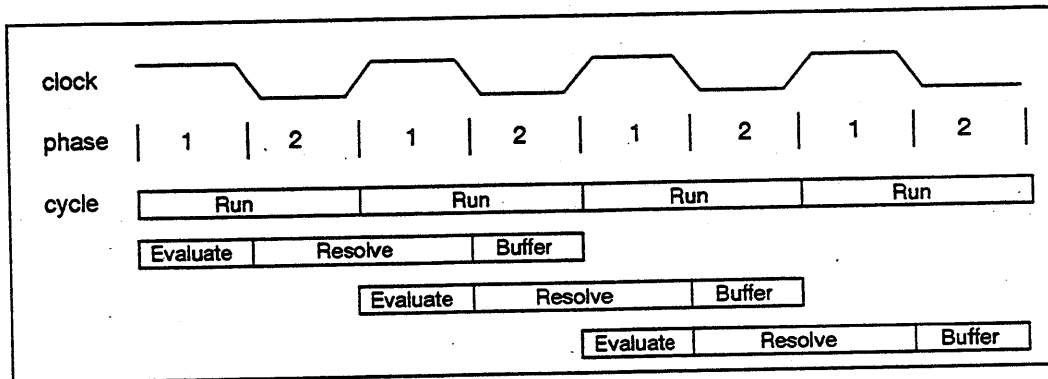 clock
phase 1 2 1 2 1 2 1 2
cycle Run Run Run Run
Evaluate Resolve Buffer
Evaluate Resolve Buffer
Evaluate Resolve Buffer